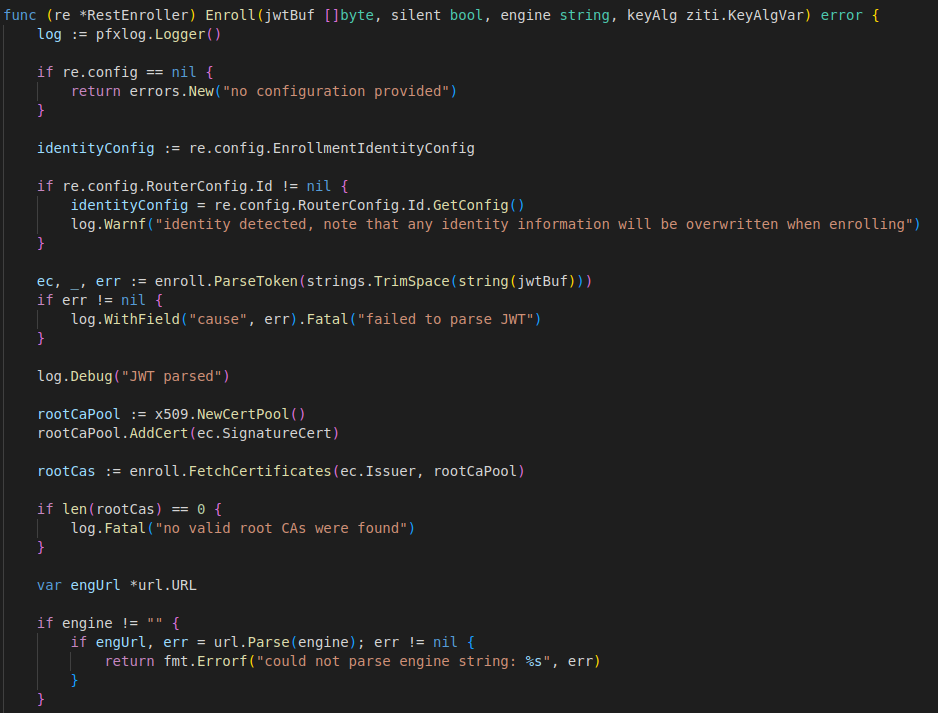 func (re *RestEnroller) Enroll(jwtBuf []byte, silent bool, engine string, keyAlg ziti.KeyAlgVar) error {
    log := pfxlog.Logger()

    if re.config == nil {
        return errors.New("no configuration provided")
    }

    identityConfig := re.config.EnrollmentIdentityConfig

    if re.config.RouterConfig.Id != nil {
        identityConfig = re.config.RouterConfig.Id.GetConfig()
        log.Warnf("identity detected, note that any identity information will be overwritten when enrolling")
    }

    ec, _, err := enroll.ParseToken(strings.TrimSpace(string(jwtBuf)))
    if err != nil {
        log.WithField("cause", err).Fatal("failed to parse JWT")
    }

    log.Debug("JWT parsed")

    rootCaPool := x509.NewCertPool()
    rootCaPool.AddCert(ec.SignatureCert)

    rootCas := enroll.FetchCertificates(ec.Issuer, rootCaPool)

    if len(rootCas) == 0 {
        log.Fatal("no valid root CAs were found")
    }

    var engUrl *url.URL

    if engine != "" {
        if engUrl, err = url.Parse(engine); err != nil {
            return fmt.Errorf("could not parse engine string: %s", err)
        }
    }